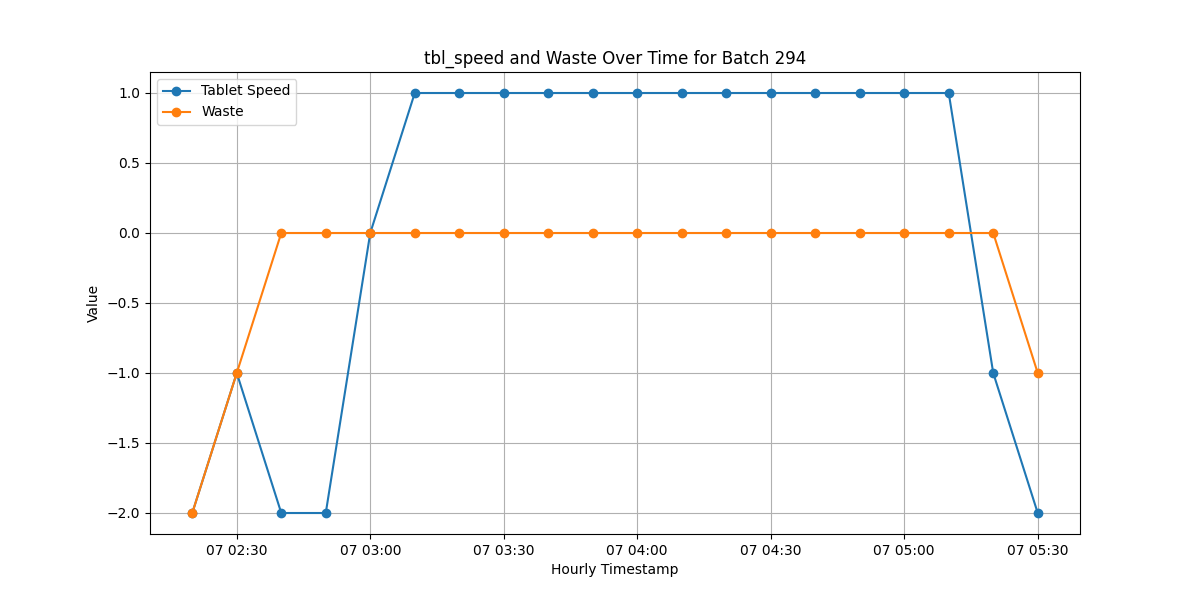 tbl_speed and Waste Over Time for Batch 294
Tablet Speed
Waste
1.0
0.5
0.0
−0.5
−1.0
−1.5
−2.0
Value
07 02:30 07 03:00 07 03:30 07 04:00 07 04:30 07 05:00 07 05:30
Hourly Timestamp